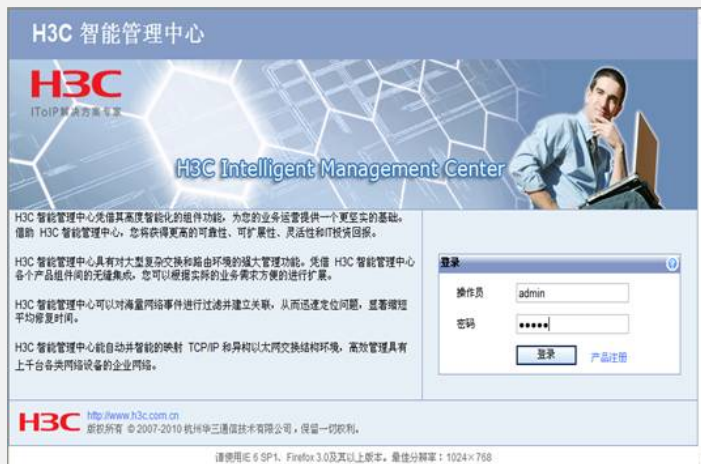 H3C 智能管理中心
H3C
IToIP解决方案专家
H3C Intelligent Management Center
H3C 智能管理中心凭借其高度智能化的组件功能，为您的业务运营提供一个更坚实的基础。
借助 H3C 智能管理中心，您将获得更高的可靠性、可扩展性、灵活性和IT投资回报。
H3C 智能管理中心具有对大型复杂交换和路由环境的强大管理功能。凭借 H3C 智能管理中心
各个产品组件间的无缝集成，您可以根据实际的业务需求方便的进行扩展。
H3C 智能管理中心可以对海量网络事件进行过滤并建立关联，从而迅速定位问题，显著缩短
平均修复时间。
H3C 智能管理中心能自动并智能的映射 TCP/IP 和异构以太网交换结构环境，高效管理具有
上千台各类网络设备的企业网络。
登录
操作员 admin
密码 •••••
登录 产品注册
H3C http://www.h3c.com.cn
版权所有 © 2007-2010 杭州华三通信技术有限公司，保留一切权利。
请使用IE 6 SP1、Firefox 3.0及其以上版本。最佳分辨率：1024×768